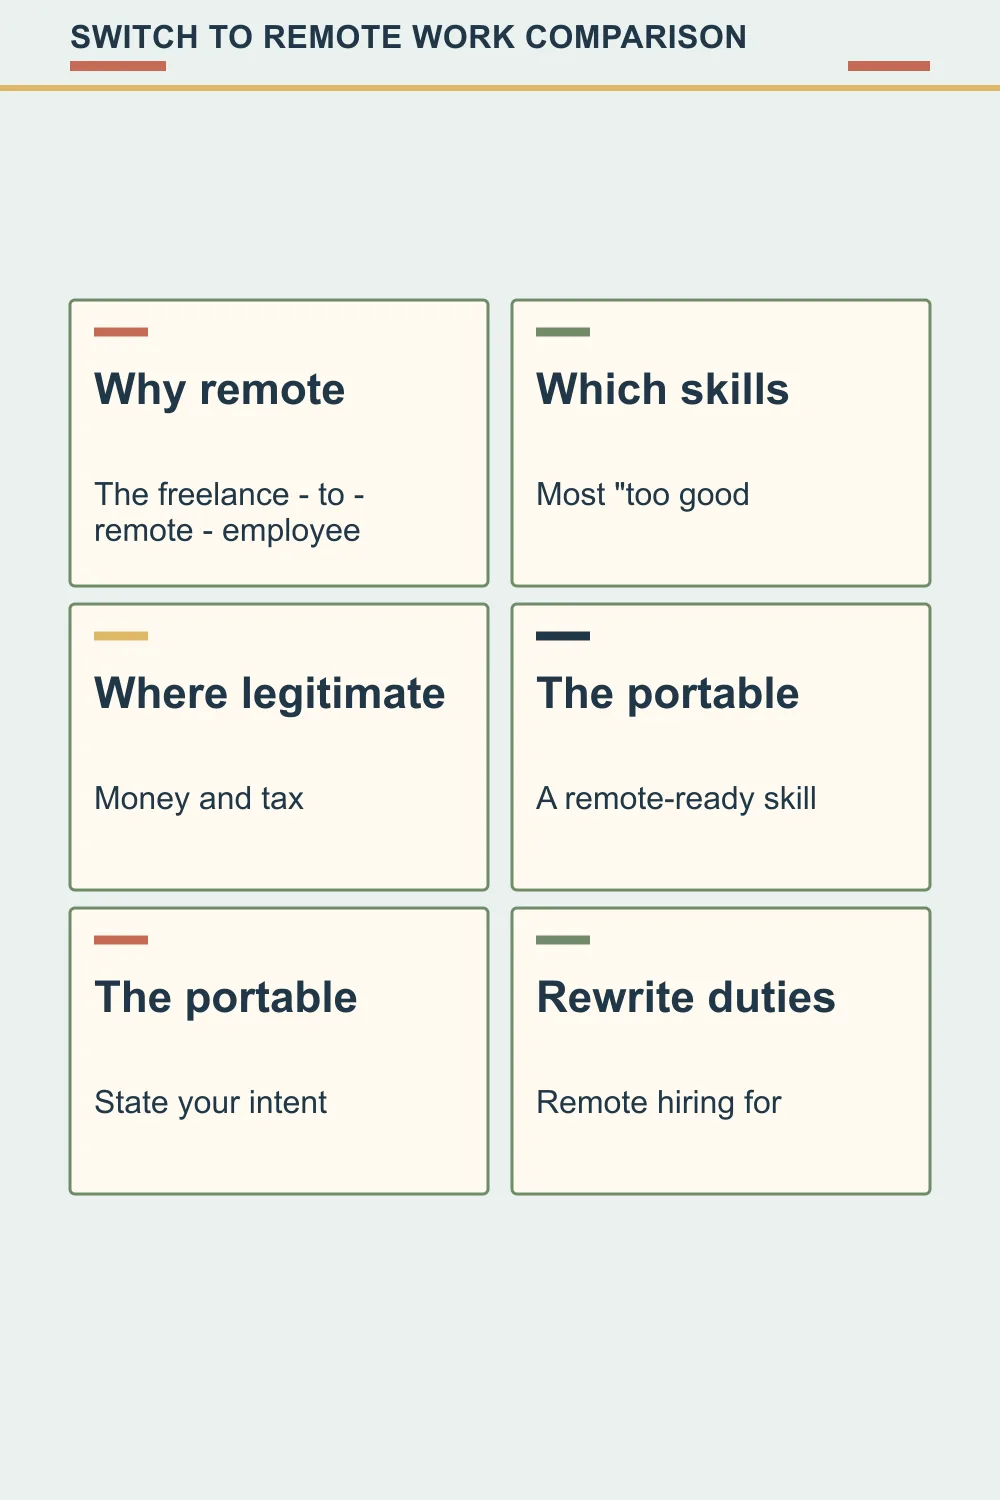 SWITCH TO REMOTE WORK COMPARISON
Why remote
The freelance - to -
remote - employee
Which skills
Most "too good
Where legitimate
Money and tax
The portable
A remote-ready skill
The portable
State your intent
Rewrite duties
Remote hiring for